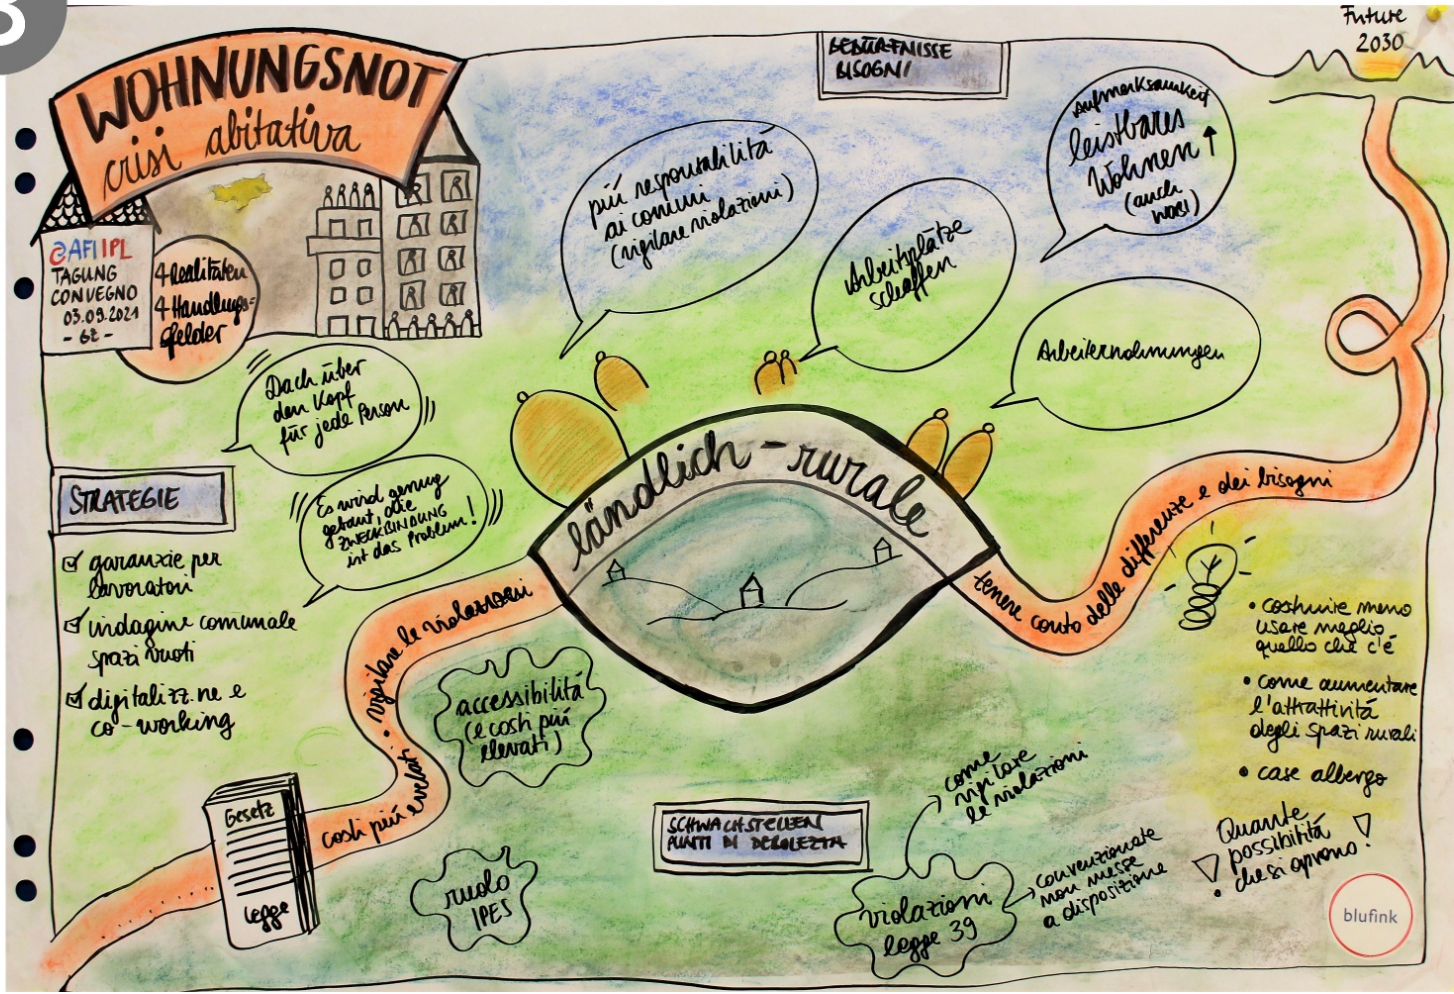 3
WOHNUNGSNOT
crisi abitativa
AFI IPL
TAGUNG
CONVEGNO
03.09.2021
- BZ -
4 Realitäten
4 Handlungs=
felder
Dach über
den Kopf
für jede Person
Es wird genug
gebaut, die
ZWECKBINDUNG
ist das Problem!
STRATEGIE
garanzie per
lavoratori
indagine comunale
spazi vuoti
digitalizz.ne e
co-working
BEDÜRFNISSE
BISOGNI
più responsabilità
ai comuni
(vigilare violazioni)
Arbeitsplätze
schaffen
Aufmerksamkeit
leistbares
Wohnen ↑
(auch
Arbeiterwohnungen
Future
2030
ländlich - rurale
tenere conto delle differenze e dei bisogni
• vigilare le violazioni
costi più
Gesetz
Legge
accessibilità
(e costi più
elevati)
ruolo
IPES
SCHWACHSTELLEN
PUNTI DI DEBOLEZZA
violazioni
legge 39
come
vigilare
le violazioni
convenzionate
non messe
a disposizione
• costruire meno
usare meglio
quello che c'è
• come aumentare
l'attrattività
degli spazi rurali
• case albergo
Quante
possibilità
che si aprono!
blufink